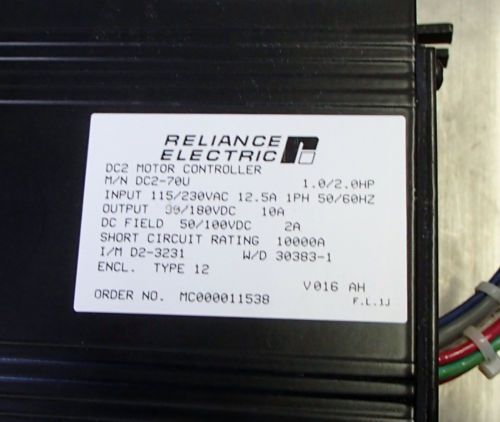 RELIANCE
ELECTRIC
DC2 MOTOR CONTROLLER
M/N DC2-70U 1.0/2.0HP
INPUT 115/230VAC 12.5A 1PH 50/60HZ
OUTPUT 90/180VDC 10A
DC FIELD 50/100VDC 2A
SHORT CIRCUIT RATING 10000A
I/M D2-3231 W/D 30383-1
ENCL. TYPE 12
V016 AH
ORDER NO. MC000011538 F.L.1J